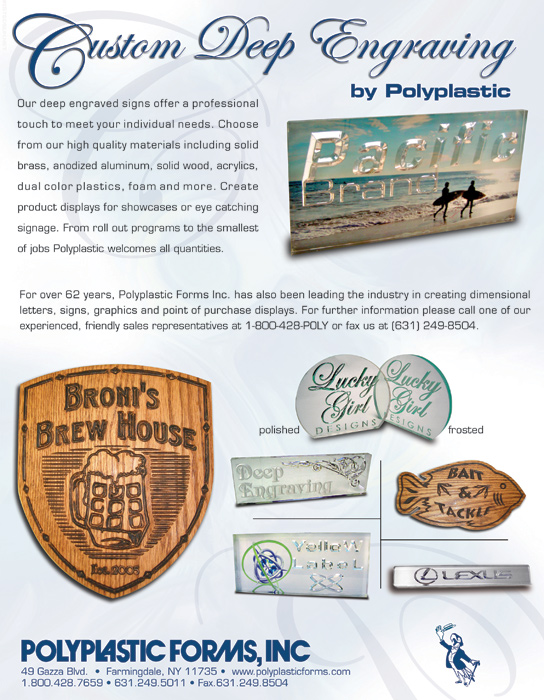 Custom Deep Engraving
by Polyplastic
Our deep engraved signs offer a professional
touch to meet your individual needs. Choose
from our high quality materials including solid
brass, anodized aluminum, solid wood, acrylics,
dual color plastics, foam and more. Create
product displays for showcases or eye catching
signage. From roll out programs to the smallest
of jobs Polyplastic welcomes all quantities.
Pacific
Brand
For over 62 years, Polyplastic Forms Inc. has also been leading the industry in creating dimensional
letters, signs, graphics and point of purchase displays. For further information please call one of our
experienced, friendly sales representatives at 1-800-428-POLY or fax us at (631) 249-8504.
BRONI'S
BREW HOUSE
EST. 2005
Lucky
Girl
DESIGNS
Lucky
Girl
DESIGNS
polished
frosted
Deep
Engraving
BAIT
&
TACKLE
Yellow
Label
LEXUS
POLYPLASTIC FORMS, INC
49 Gazza Blvd. • Farmingdale, NY 11735 • www.polyplasticforms.com
1.800.428.7659 • 631.249.5011 • Fax.631.249.8504